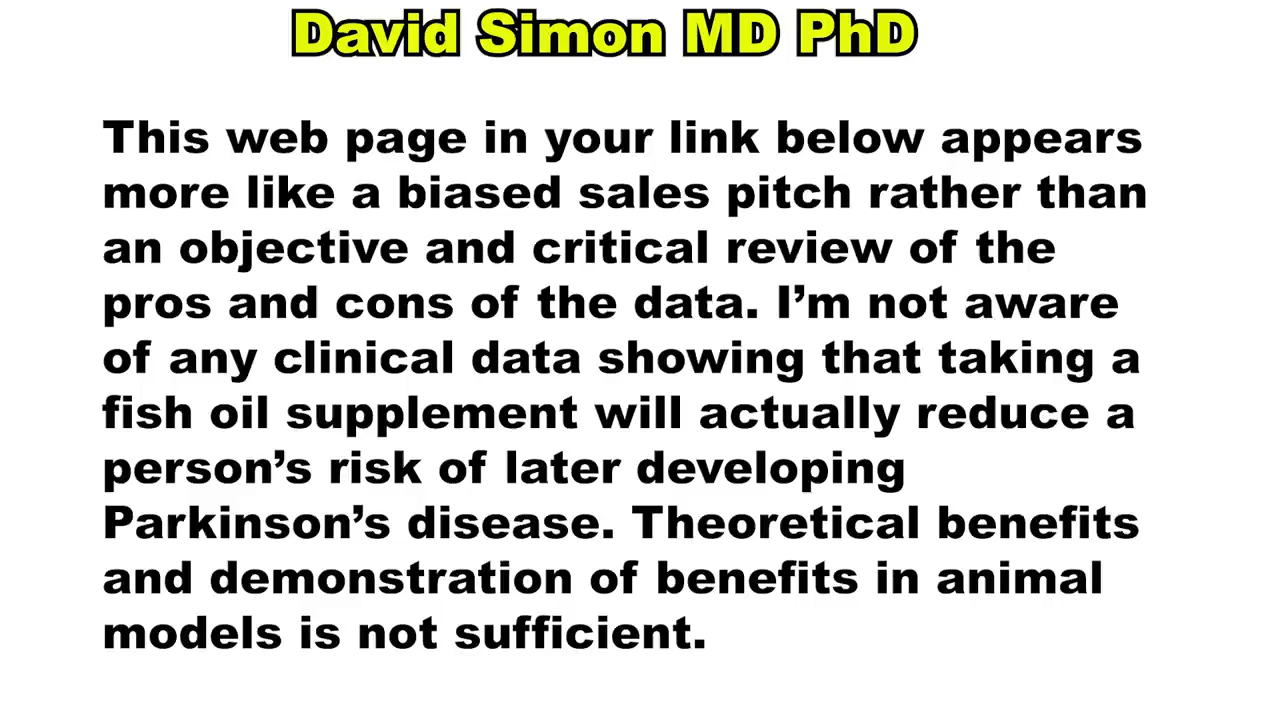 David Simon MD PhD
This web page in your link below appears
more like a biased sales pitch rather than
an objective and critical review of the
pros and cons of the data. I’m not aware
of any clinical data showing that taking a
fish oil supplement will actually reduce a
person’s risk of later developing
Parkinson’s disease. Theoretical benefits
and demonstration of benefits in animal
models is not sufficient.